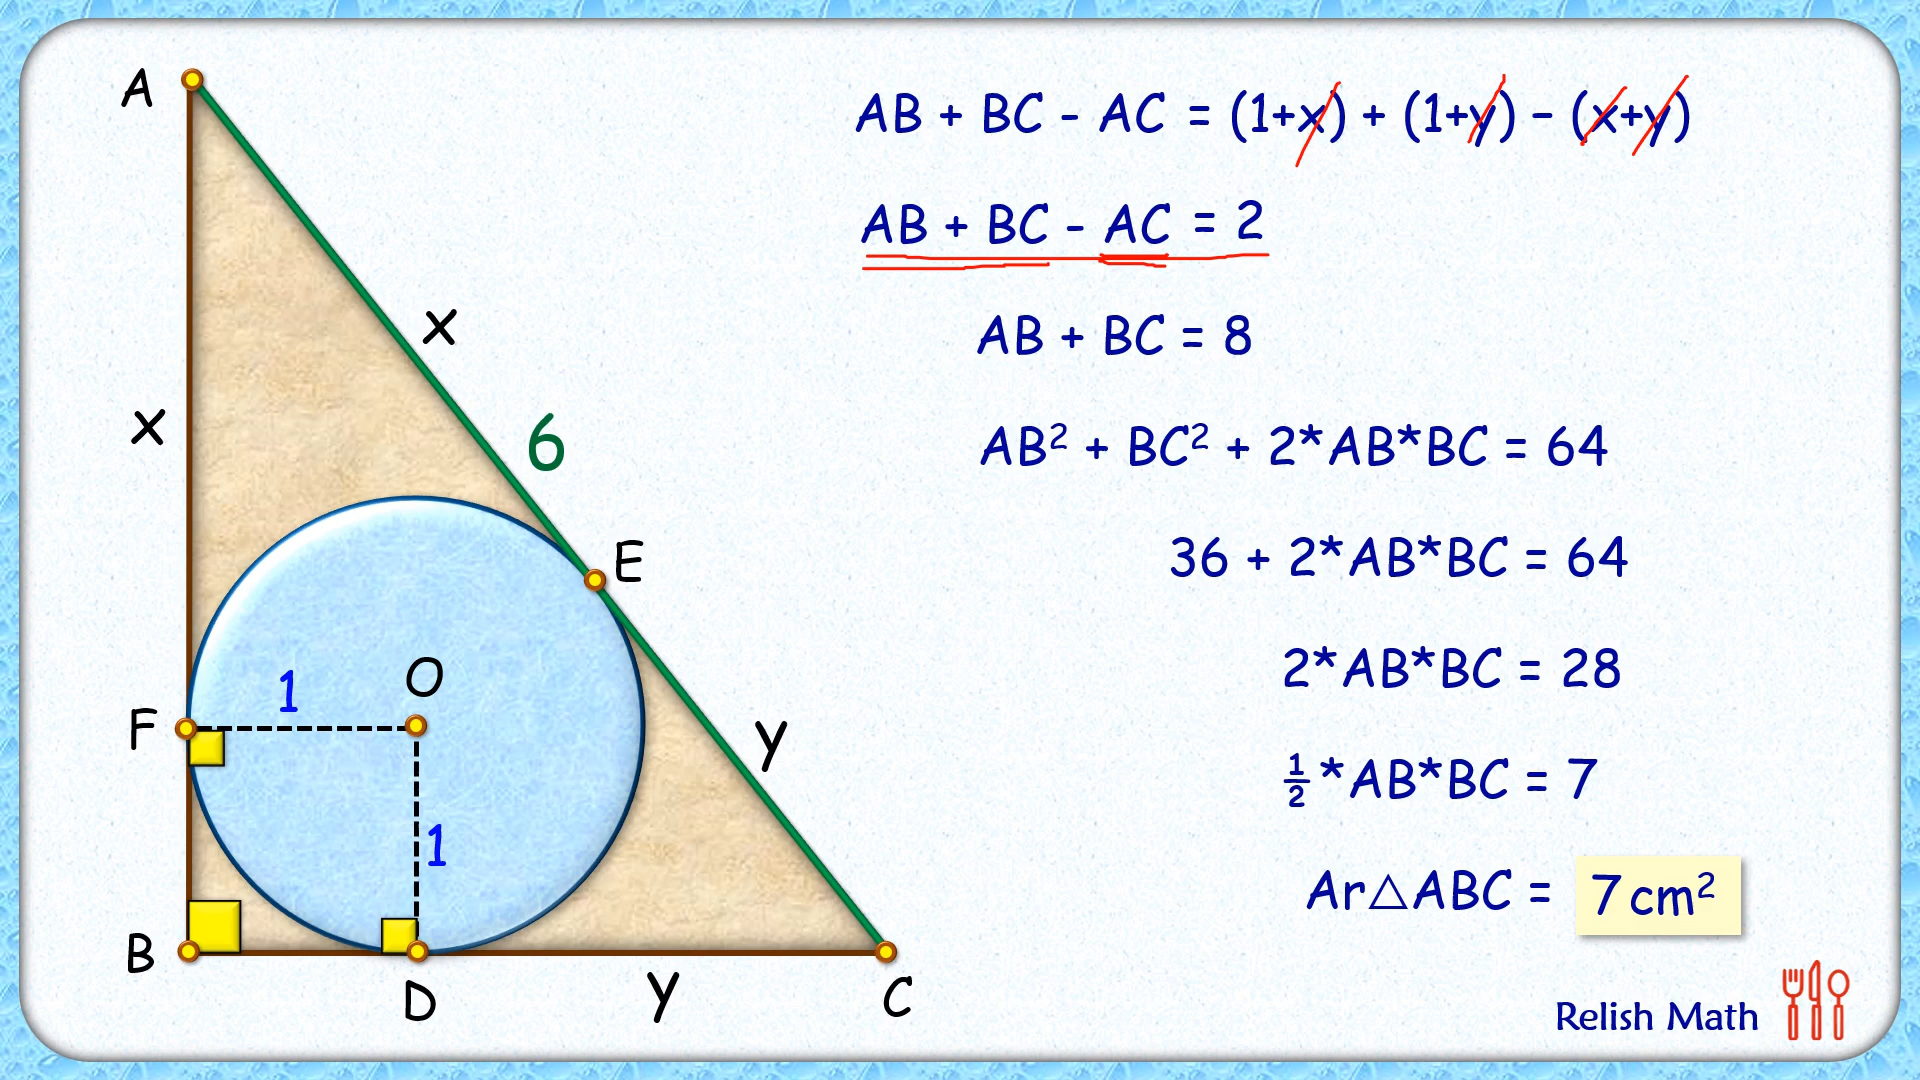 A
AB + BC - AC = (1+x) + (1+y) - (x+y)
AB + BC - AC = 2
x
AB + BC = 8
x
6
AB² + BC² + 2*AB*BC = 64
E
36 + 2*AB*BC = 64
O
1
2*AB*BC = 28
F
y
½*AB*BC = 7
1
Ar△ABC = 7cm²
B
D
y
C
Relish Math